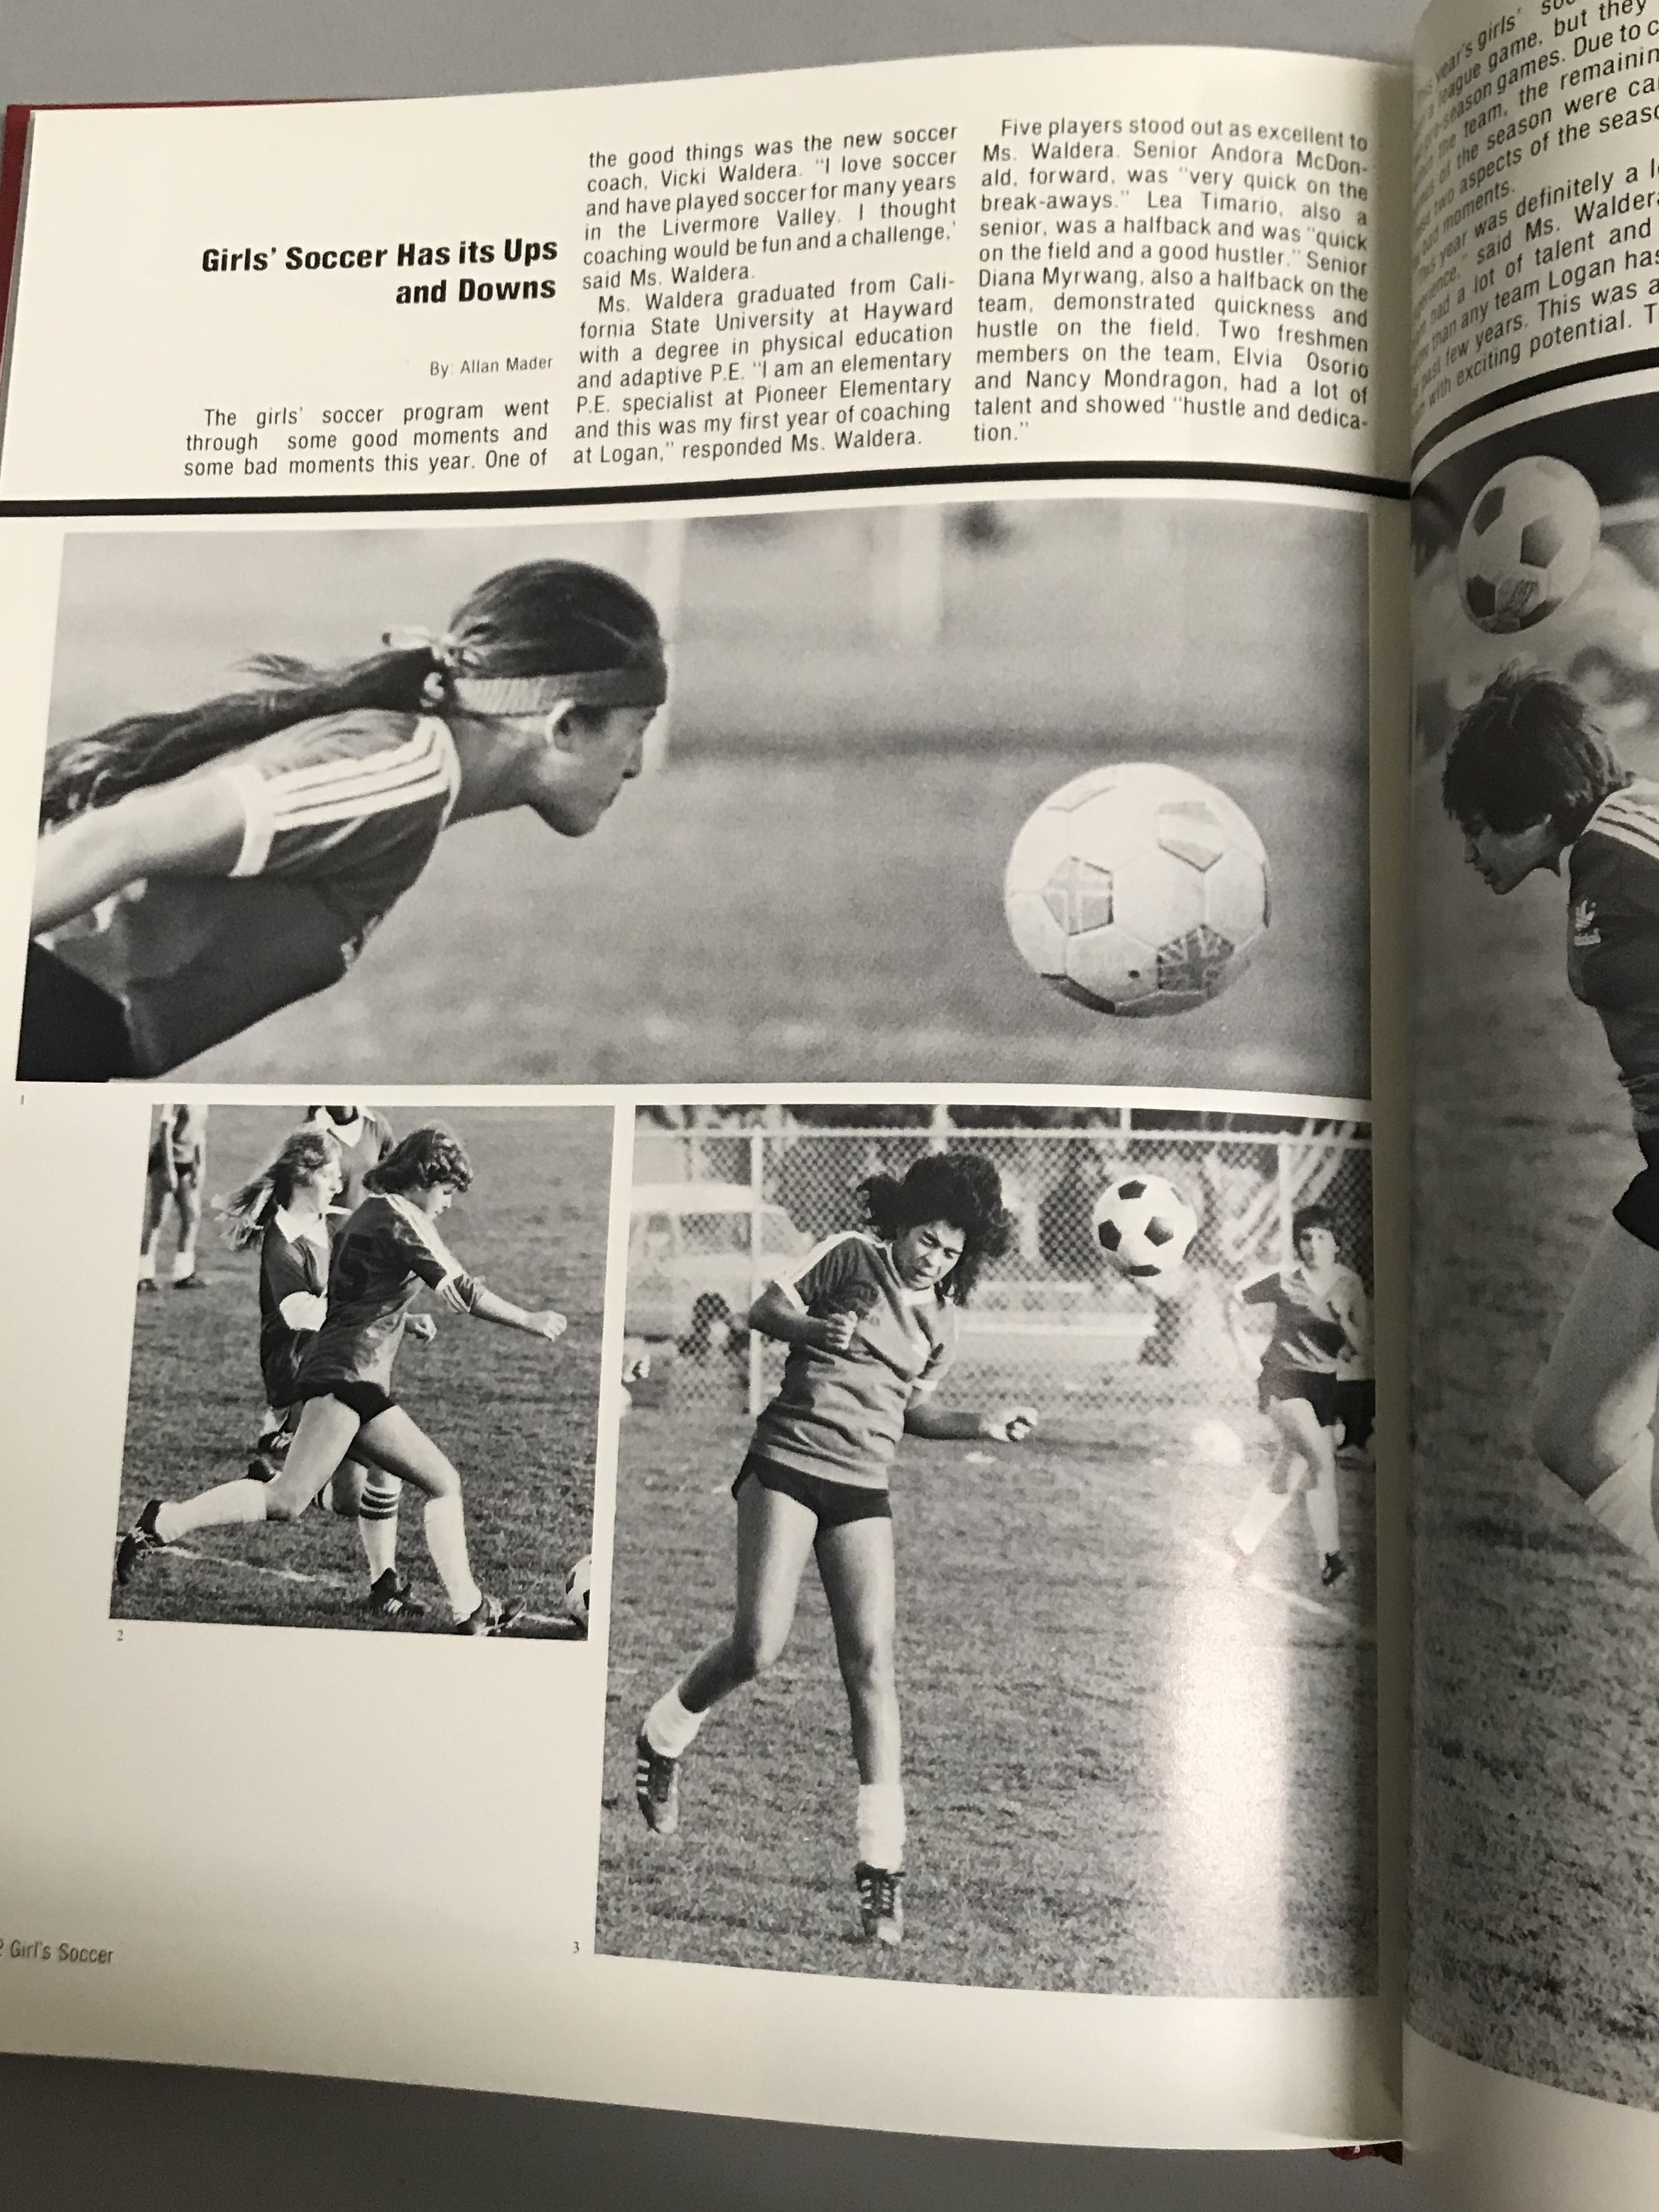 Girls' Soccer Has its Ups
and Downs
By: Allan Mader
The girls' soccer program went
through some good moments and
some bad moments this year. One of
the good things was the new soccer
coach, Vicki Waldera. "I love soccer
and have played soccer for many years
in the Livermore Valley. I thought
coaching would be fun and a challenge,'
said Ms. Waldera.
Ms. Waldera graduated from Cali-
fornia State University at Hayward
with a degree in physical education
and adaptive P.E. "I am an elementary
P.E. specialist at Pioneer Elementary
and this was my first year of coaching
at Logan," responded Ms. Waldera.
Five players stood out as excellent to
Ms. Waldera. Senior Andora McDon-
ald, forward, was "very quick on the
break-aways." Lea Timario, also a
senior, was a halfback and was "quick
on the field and a good hustler." Senior
Diana Myrwang, also a halfback on the
team, demonstrated quickness and
hustle on the field. Two freshmen
members on the team, Elvia Osorio
and Nancy Mondragon, had a lot of
talent and showed "hustle and dedica-
tion."
1
2
3
Girl's Soccer
year's girls'
league game, but they
season games. Due to
the team, the
of the season were
two aspects of the
moments.
year was definitely a
said Ms.
had a lot of talent and
than any team Logan
past few years. This was a
with exciting potential.